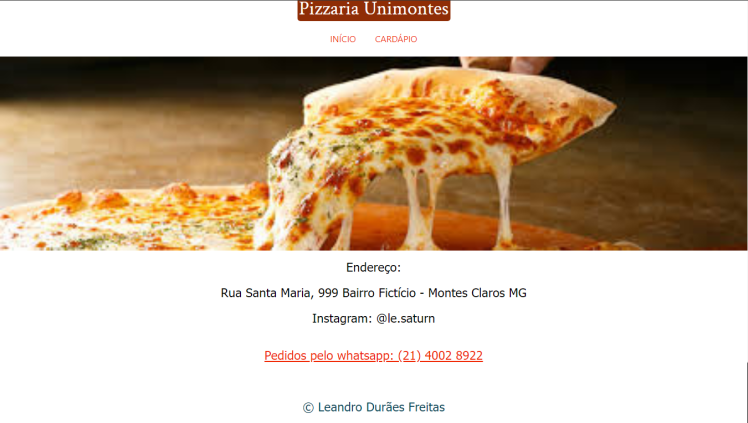 Pizzaria Unimontes
INÍCIO CARDÁPIO
Endereço:
Rua Santa Maria, 999 Bairro Fictício - Montes Claros MG
Instagram: @le.saturn
Pedidos pelo whatsapp: (21) 4002 8922
© Leandro Durães Freitas